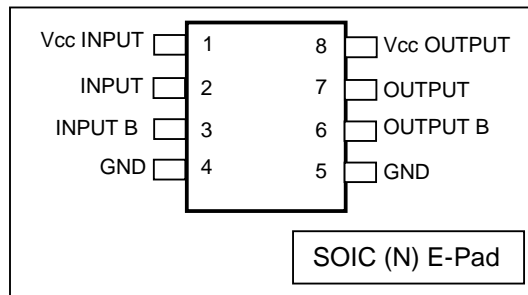 Vcc INPUT 1 8 Vcc OUTPUT
INPUT 2 7 OUTPUT
INPUT B 3 6 OUTPUT B
GND 4 5 GND
SOIC (N) E-Pad